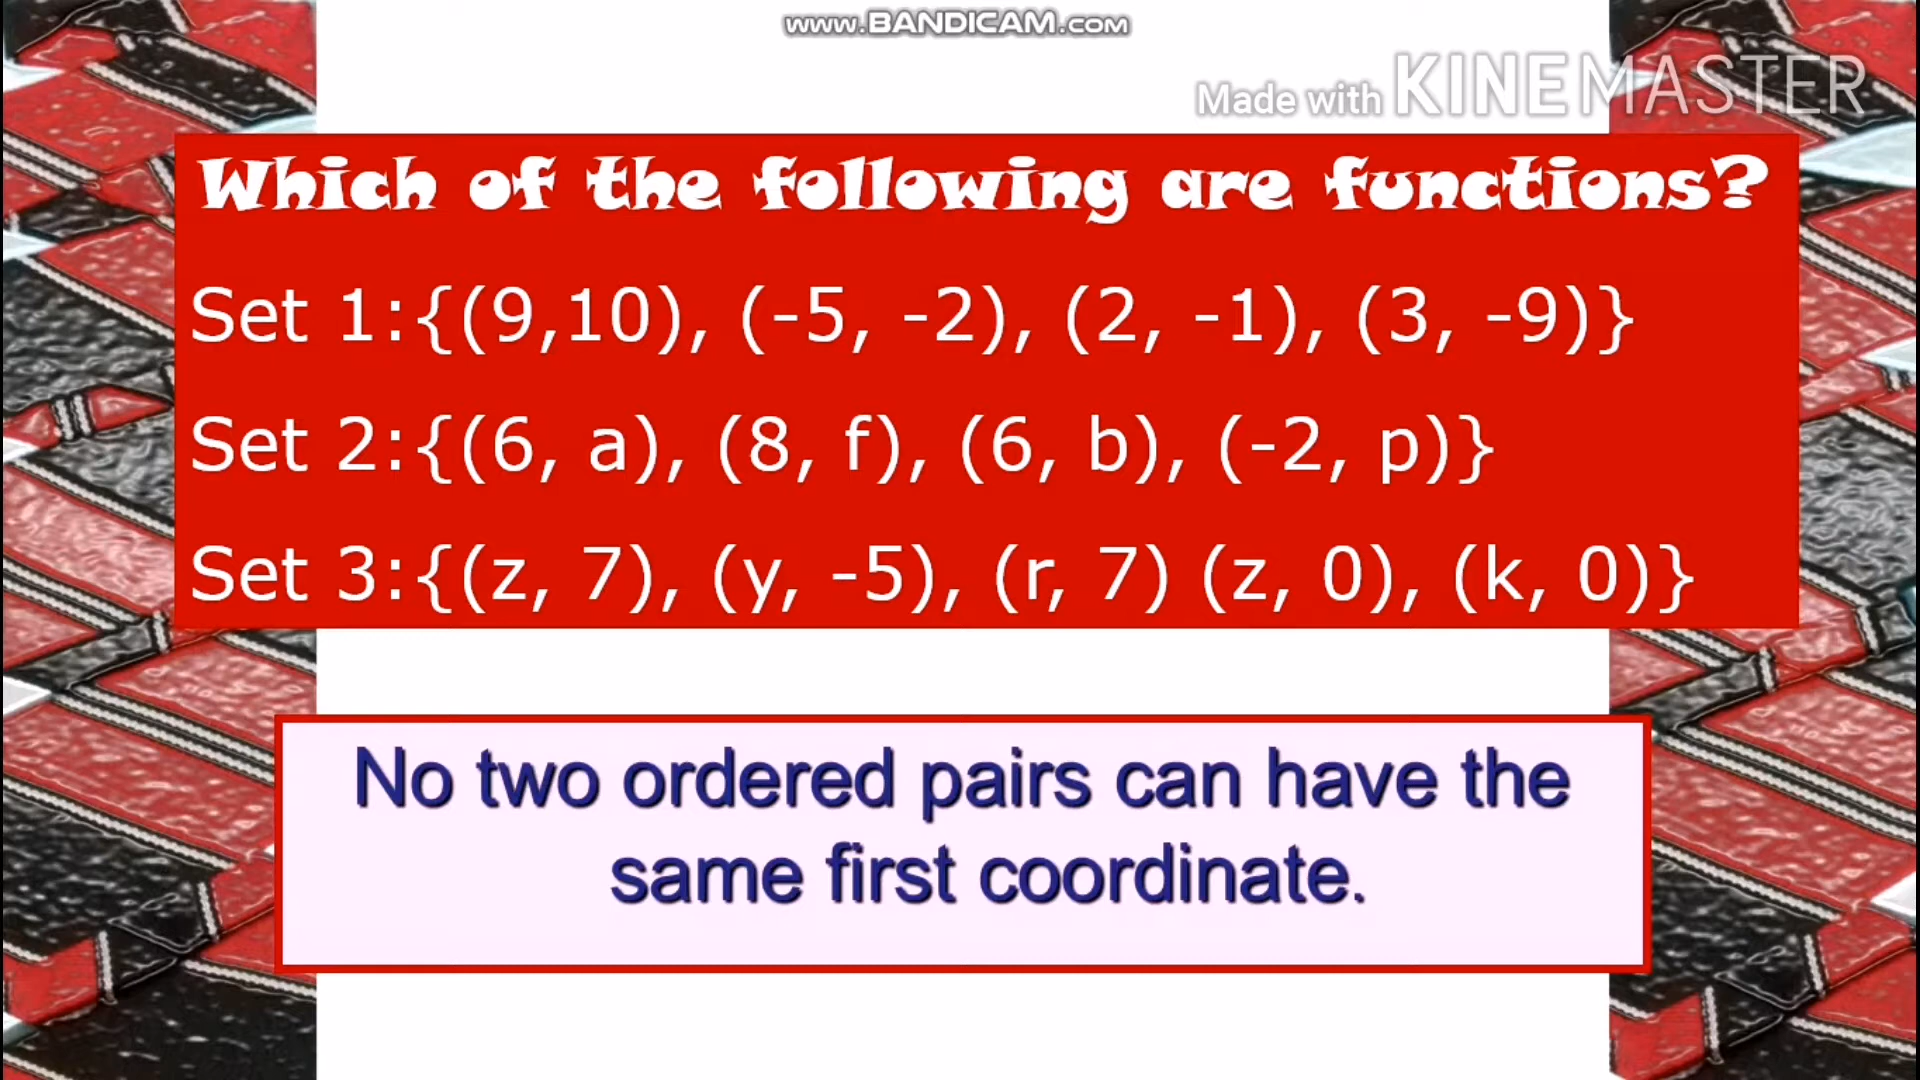 www.BANDICAM.com
Made with KINEMASTER
Which of the following are functions?
Set 1:{(9,10), (-5, -2), (2, -1), (3, -9)}
Set 2:{(6, a), (8, f), (6, b), (-2, p)}
Set 3:{(z, 7), (y, -5), (r, 7) (z, 0), (k, 0)}
No two ordered pairs can have the
same first coordinate.